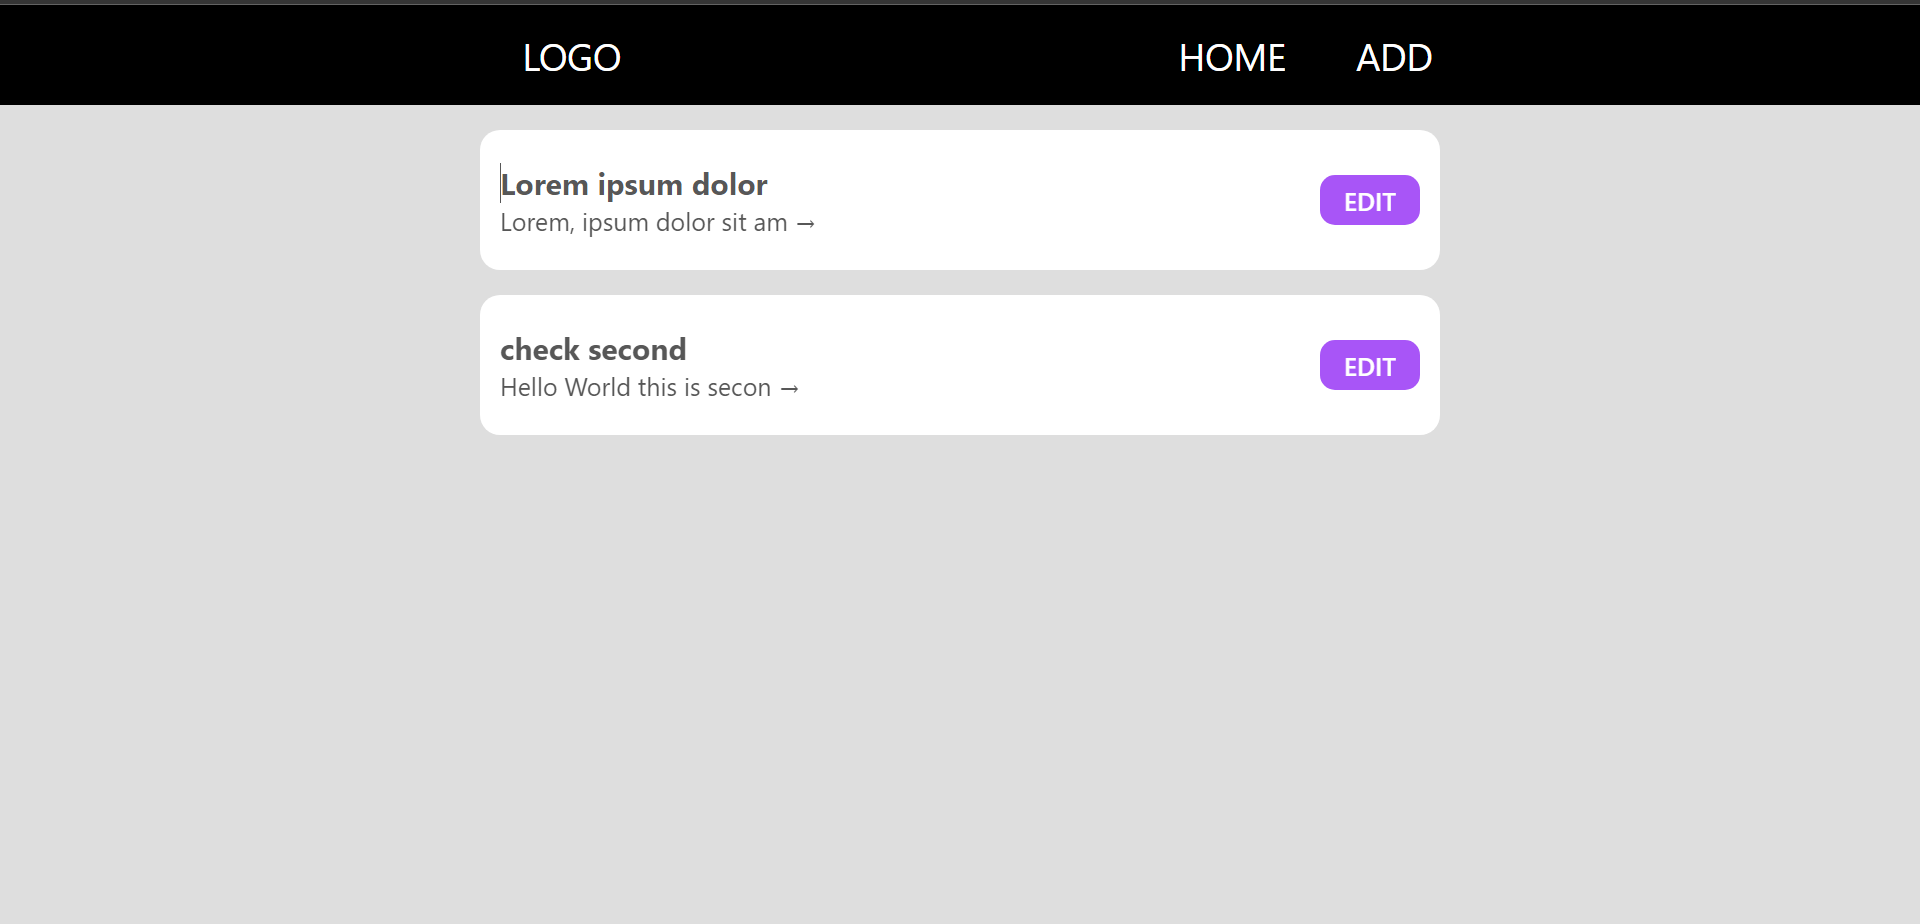 LOGO HOME ADD
Lorem ipsum dolor
Lorem, ipsum dolor sit am →
EDIT
check second
Hello World this is secon →
EDIT